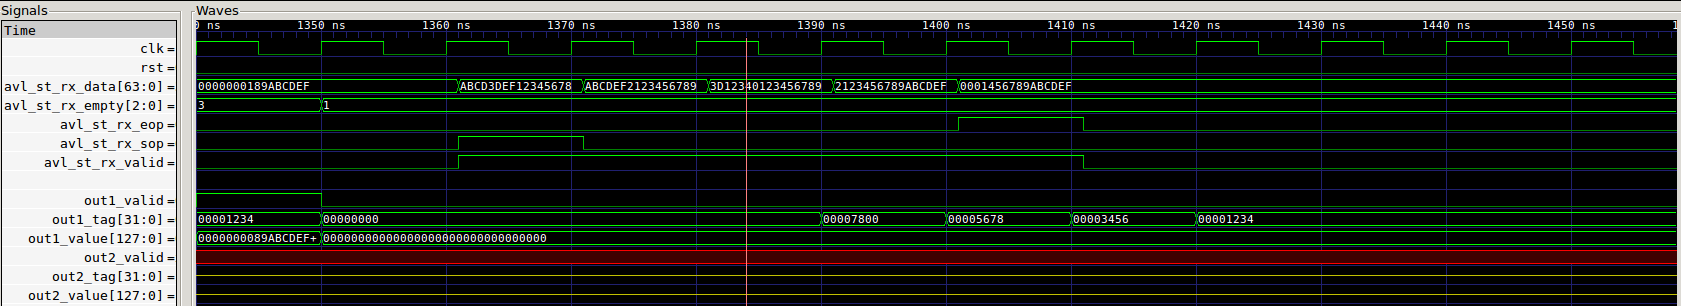 Signals
Waves
Time
0 ns 1350 ns 1360 ns 1370 ns 1380 ns 1390 ns 1400 ns 1410 ns 1420 ns 1430 ns 1440 ns 1450 ns 1
clk =
rst =
avl_st_rx_data[63:0] = 0000000189ABCDEF ABCD3DEF12345678 ABCDEF2123456789 3D12340123456789 2123456789ABCDEF 0001456789ABCDEF
avl_st_rx_empty[2:0] = 3 1
avl_st_rx_eop =
avl_st_rx_sop =
avl_st_rx_valid =
out1_valid =
out1_tag[31:0] = 00001234 00000000 00007800 00005678 00003456 00001234
out1_value[127:0] = 0000000089ABCDEF+ 00000000000000000000000000000000
out2_valid =
out2_tag[31:0] =
out2_value[127:0] =